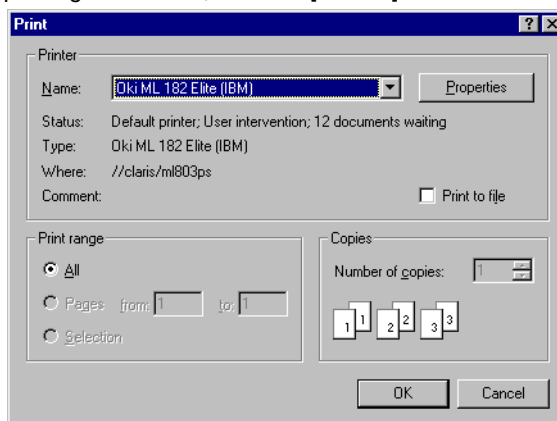 Print
Printer
Name: Oki ML 182 Elite (IBM) Properties
Status: Default printer; User intervention; 12 documents waiting
Type: Oki ML 182 Elite (IBM)
Where: //claris/ml803ps
Comment: Print to file
Print range Copies
All Number of copies: 1
Pages from: 1 to: 1
Selection 1 1 2 2 3 3
OK Cancel